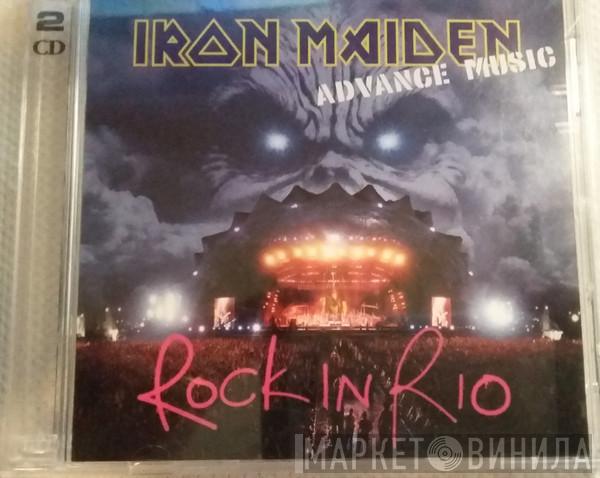 2
CD
IRON MAIDEN
ADVANCE MUSIC
ROCK IN RIO
МАРКЕТ ВИНИЛА